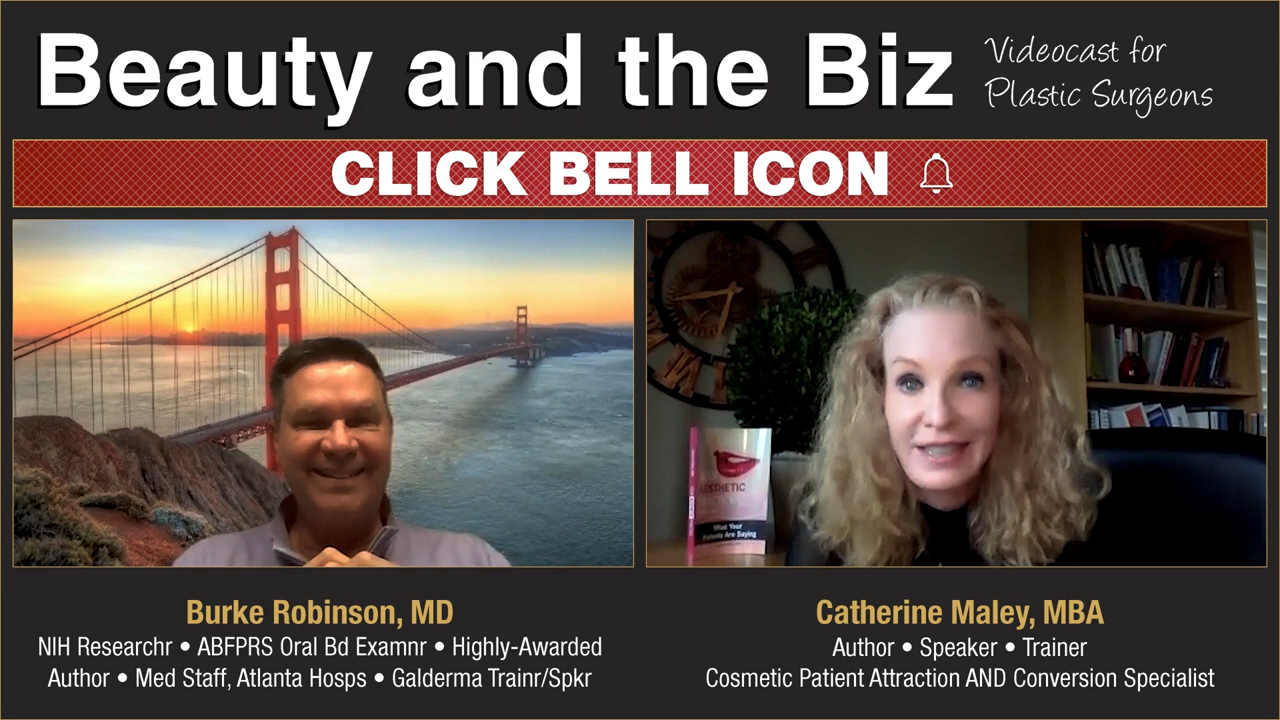 Beauty and the Biz
Videocast for
Plastic Surgeons
CLICK BELL ICON
What Your
Patients Are Saying
Burke Robinson, MD
NIH Researchr • ABFPRS Oral Bd Examnr • Highly-Awarded
Author • Med Staff, Atlanta Hosps • Galderma Trainr/Spkr
Catherine Maley, MBA
Author • Speaker • Trainer
Cosmetic Patient Attraction AND Conversion Specialist